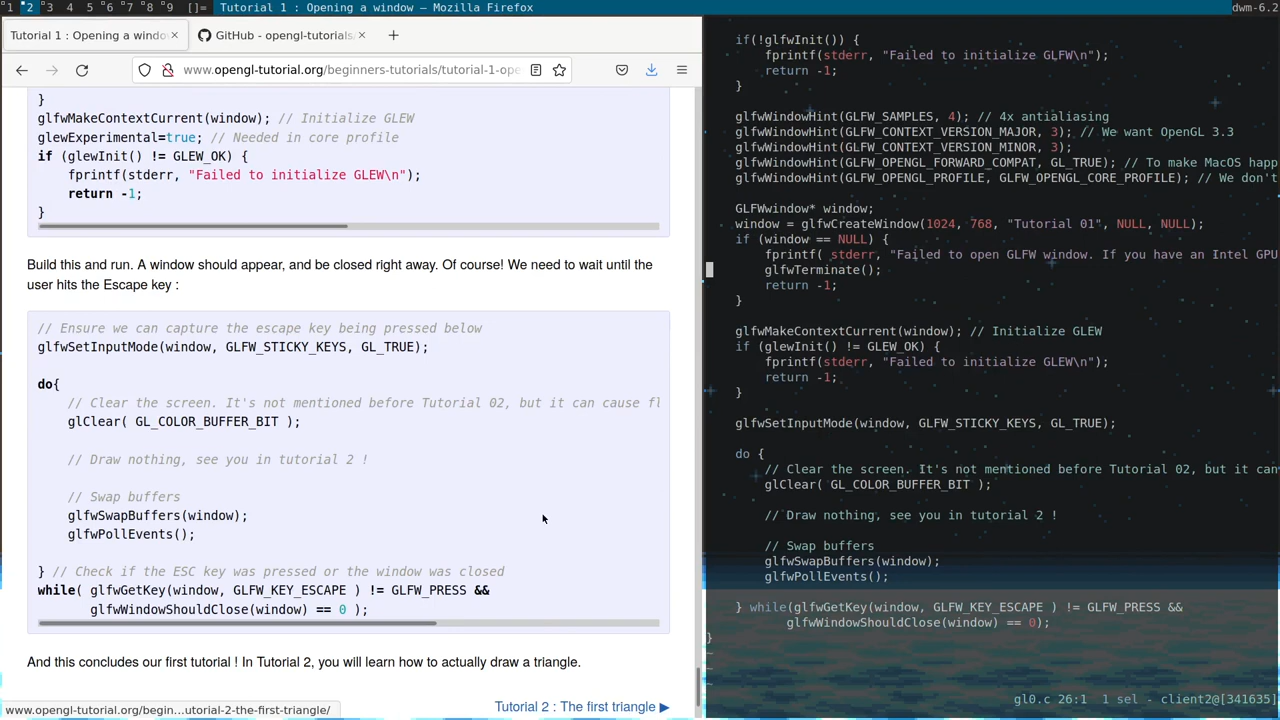 1 2 3 4 5 6 7 8 9 []= Tutorial 1 : Opening a window — Mozilla Firefox dwm-6.2
Tutorial 1 : Opening a windo × GitHub - opengl-tutorials/ × +
www.opengl-tutorial.org/beginners-tutorials/tutorial-1-ope
}
glfwMakeContextCurrent(window); // Initialize GLEW
glewExperimental=true; // Needed in core profile
if (glewInit() != GLEW_OK) {
fprintf(stderr, "Failed to initialize GLEW\n");
return -1;
}
Build this and run. A window should appear, and be closed right away. Of course! We need to wait until the
user hits the Escape key :
// Ensure we can capture the escape key being pressed below
glfwSetInputMode(window, GLFW_STICKY_KEYS, GL_TRUE);
do{
// Clear the screen. It's not mentioned before Tutorial 02, but it can cause fl
glClear( GL_COLOR_BUFFER_BIT );
// Draw nothing, see you in tutorial 2 !
// Swap buffers
glfwSwapBuffers(window);
glfwPollEvents();
} // Check if the ESC key was pressed or the window was closed
while( glfwGetKey(window, GLFW_KEY_ESCAPE ) != GLFW_PRESS &&
glfwWindowShouldClose(window) == 0 );
And this concludes our first tutorial ! In Tutorial 2, you will learn how to actually draw a triangle.
Tutorial 2 : The first triangle ▶
www.opengl-tutorial.org/begin...utorial-2-the-first-triangle/
if(!glfwInit()) {
fprintf(stderr, "Failed to initialize GLFW\n");
return -1;
}
glfwWindowHint(GLFW_SAMPLES, 4); // 4x antialiasing
glfwWindowHint(GLFW_CONTEXT_VERSION_MAJOR, 3); // We want OpenGL 3.3
glfwWindowHint(GLFW_CONTEXT_VERSION_MINOR, 3);
glfwWindowHint(GLFW_OPENGL_FORWARD_COMPAT, GL_TRUE); // To make MacOS happ
glfwWindowHint(GLFW_OPENGL_PROFILE, GLFW_OPENGL_CORE_PROFILE); // We don't
GLFWwindow* window;
window = glfwCreateWindow(1024, 768, "Tutorial 01", NULL, NULL);
if (window == NULL) {
fprintf( stderr, "Failed to open GLFW window. If you have an Intel GPU
glfwTerminate();
return -1;
}
glfwMakeContextCurrent(window); // Initialize GLEW
if (glewInit() != GLEW_OK) {
fprintf(stderr, "Failed to initialize GLEW\n");
return -1;
}
glfwSetInputMode(window, GLFW_STICKY_KEYS, GL_TRUE);
do {
// Clear the screen. It's not mentioned before Tutorial 02, but it can
glClear( GL_COLOR_BUFFER_BIT );
// Draw nothing, see you in tutorial 2 !
// Swap buffers
glfwSwapBuffers(window);
glfwPollEvents();
} while(glfwGetKey(window, GLFW_KEY_ESCAPE ) != GLFW_PRESS &&
glfwWindowShouldClose(window) == 0);
}
~
~
~
gl0.c 26:1 1 sel - client2@[341635]